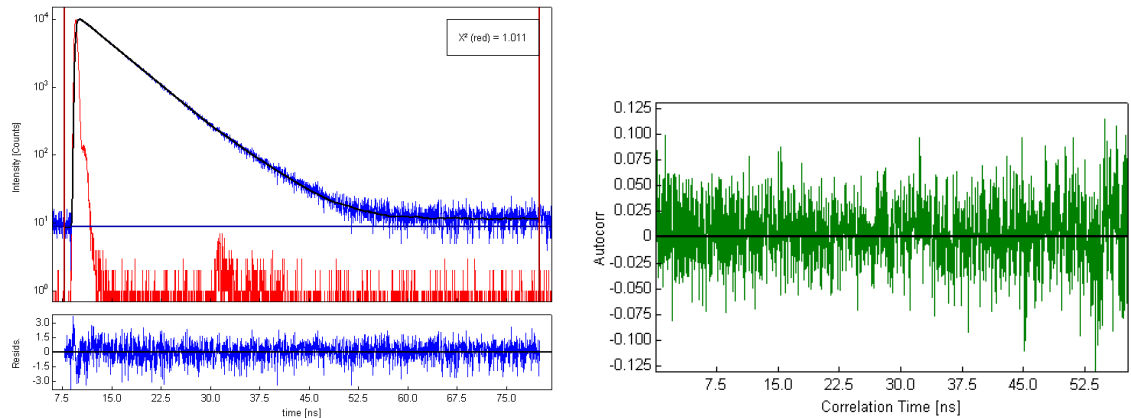 10⁴
X² (red) = 1.011
10³
Intensity [Counts]
10²
10¹
10⁰
3.0
1.5
0
-1.5
-3.0
Resids.
7.5 15.0 22.5 30.0 37.5 45.0 52.5 60.0 67.5 75.0
time [ns]
0.125
0.100
0.075
0.050
0.025
0
-0.025
-0.050
-0.075
-0.100
-0.125
Autocorr
7.5 15.0 22.5 30.0 37.5 45.0 52.5
Correlation Time [ns]